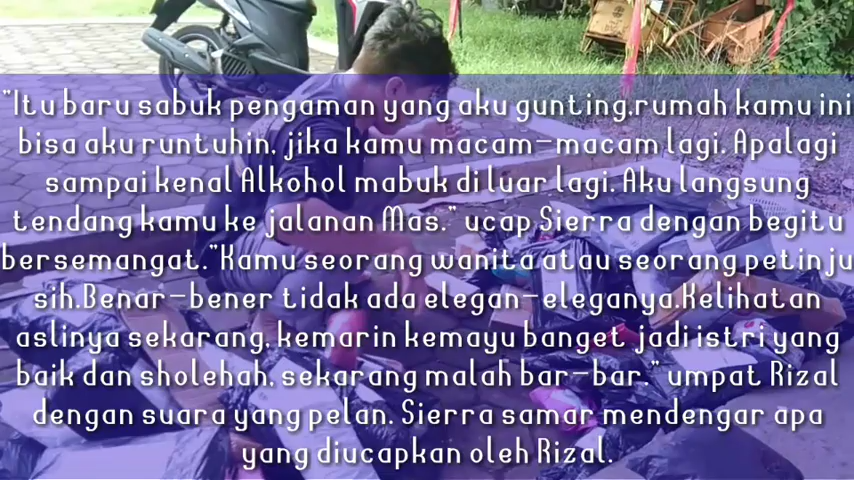 "Itu baru sabuk pengaman yang aku gunting,rumah kamu ini
bisa aku runtuhin, jika kamu macam-macam lagi. Apalagi
sampai kenal Alkohol mabuk di luar lagi. Aku langsung
tendang kamu ke jalanan Mas." ucap Sierra dengan begitu
bersemangat."Kamu seorang wanita atau seorang petinju
sih.Benar-bener tidak ada elegan-eleganya.Kelihatan
aslinya sekarang, kemarin kemayu banget jadi istri yang
baik dan sholehah, sekarang malah bar-bar." umpat Rizal
dengan suara yang pelan. Sierra samar mendengar apa
yang diucapkan oleh Rizal.